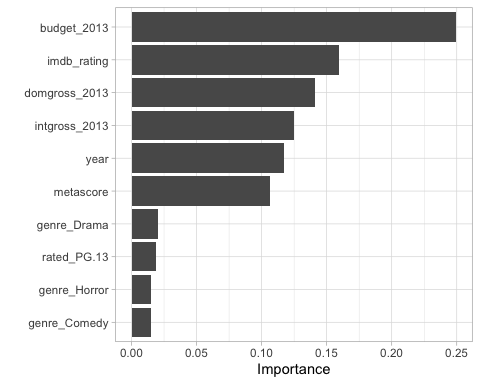 budget_2013
imdb_rating
domgross_2013
intgross_2013
year
metascore
genre_Drama
rated_PG.13
genre_Horror
genre_Comedy
0.00 0.05 0.10 0.15 0.20 0.25
Importance